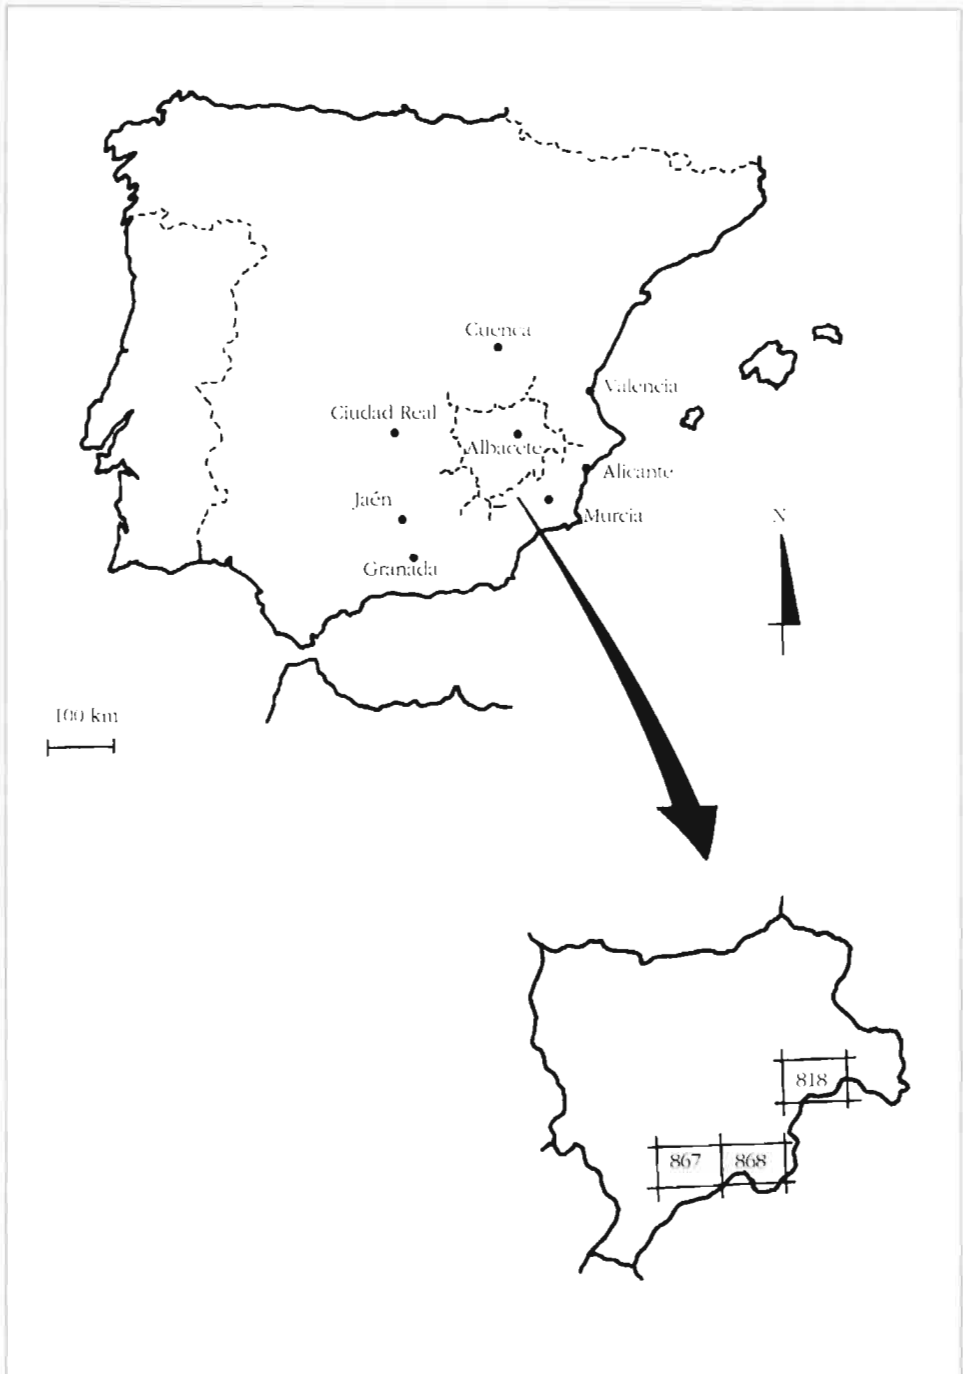 Cuenca
Valencia
Ciudad Real
Albacete
Alicante
Jaén
Murcia
N
Granada
100 km
818
867
868